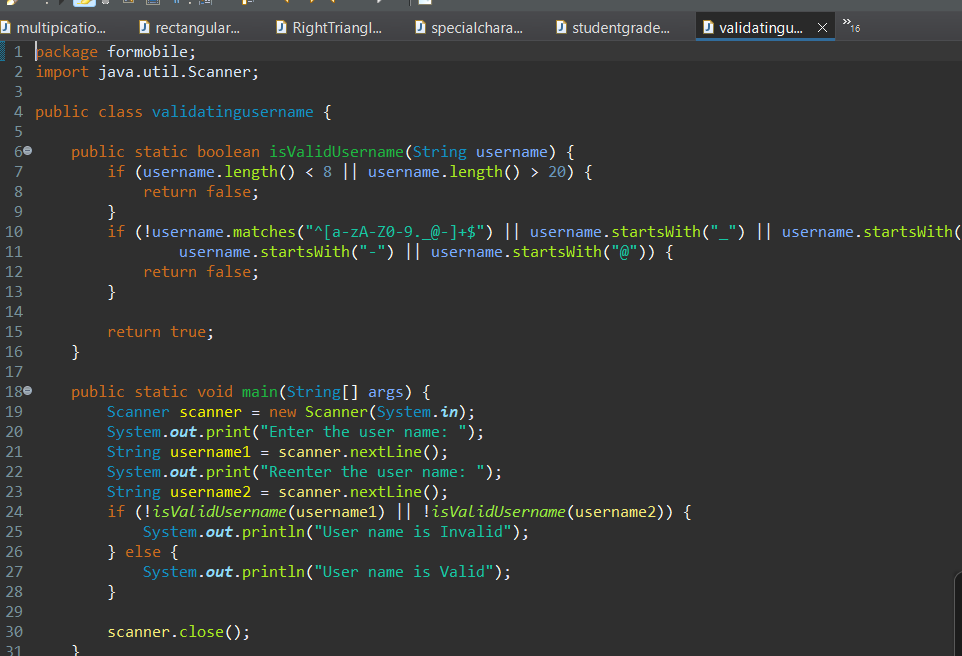 multipicatio... rectangular... RightTriangl... specialchara... studentgrade... validatingu... 16
1 package formobile;
2 import java.util.Scanner;
3
4 public class validatingusername {
5
6 public static boolean isValidUsername(String username) {
7 if (username.length() < 8 || username.length() > 20) {
8 return false;
9 }
10 if (!username.matches("^[a-zA-Z0-9._@-]+$") || username.startsWith("_") || username.startsWith(
11 username.startsWith("-") || username.startsWith("@")) {
12 return false;
13 }
14
15 return true;
16 }
17
18 public static void main(String[] args) {
19 Scanner scanner = new Scanner(System.in);
20 System.out.print("Enter the user name: ");
21 String username1 = scanner.nextLine();
22 System.out.print("Reenter the user name: ");
23 String username2 = scanner.nextLine();
24 if (!isValidUsername(username1) || !isValidUsername(username2)) {
25 System.out.println("User name is Invalid");
26 } else {
27 System.out.println("User name is Valid");
28 }
29
30 scanner.close();
31 }